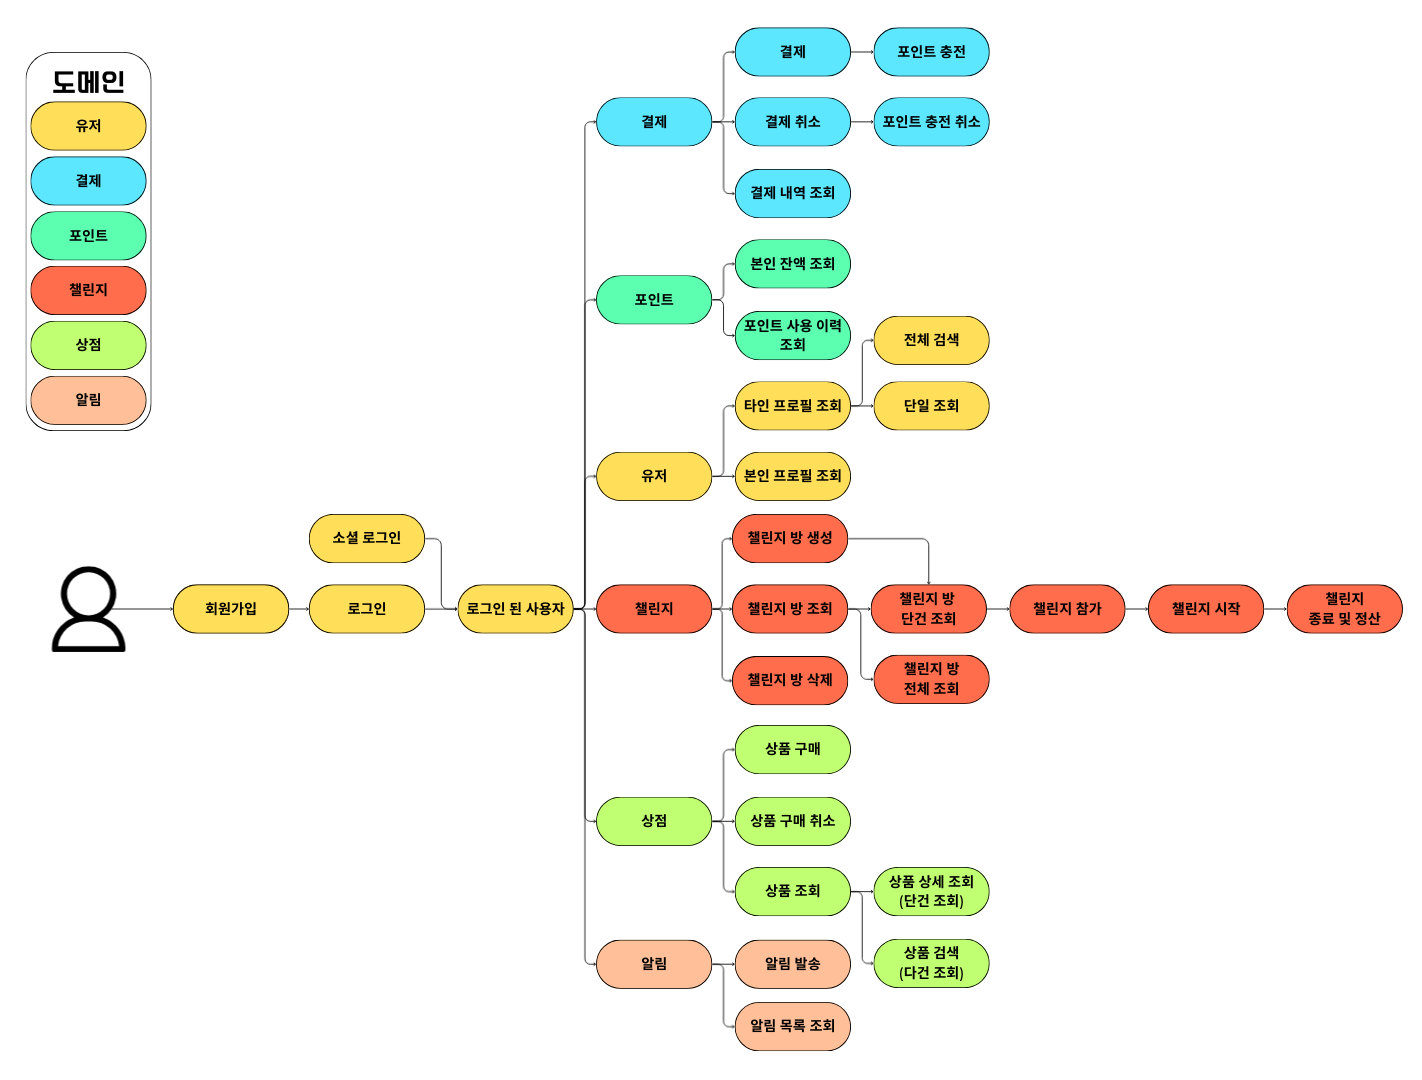 도메인
유저
결제
포인트
챌린지
상점
알림
회원가입
소셜 로그인
로그인
로그인 된 사용자
결제
결제
포인트 충전
결제 취소
포인트 충전 취소
결제 내역 조회
포인트
본인 잔액 조회
포인트 사용 이력
조회
유저
타인 프로필 조회
전체 검색
단일 조회
본인 프로필 조회
챌린지
챌린지 방 생성
챌린지 방 조회
챌린지 방
단건 조회
챌린지 참가
챌린지 시작
챌린지
종료 및 정산
챌린지 방
전체 조회
챌린지 방 삭제
상점
상품 구매
상품 구매 취소
상품 조회
상품 상세 조회
(단건 조회)
상품 검색
(다건 조회)
알림
알림 발송
알림 목록 조회